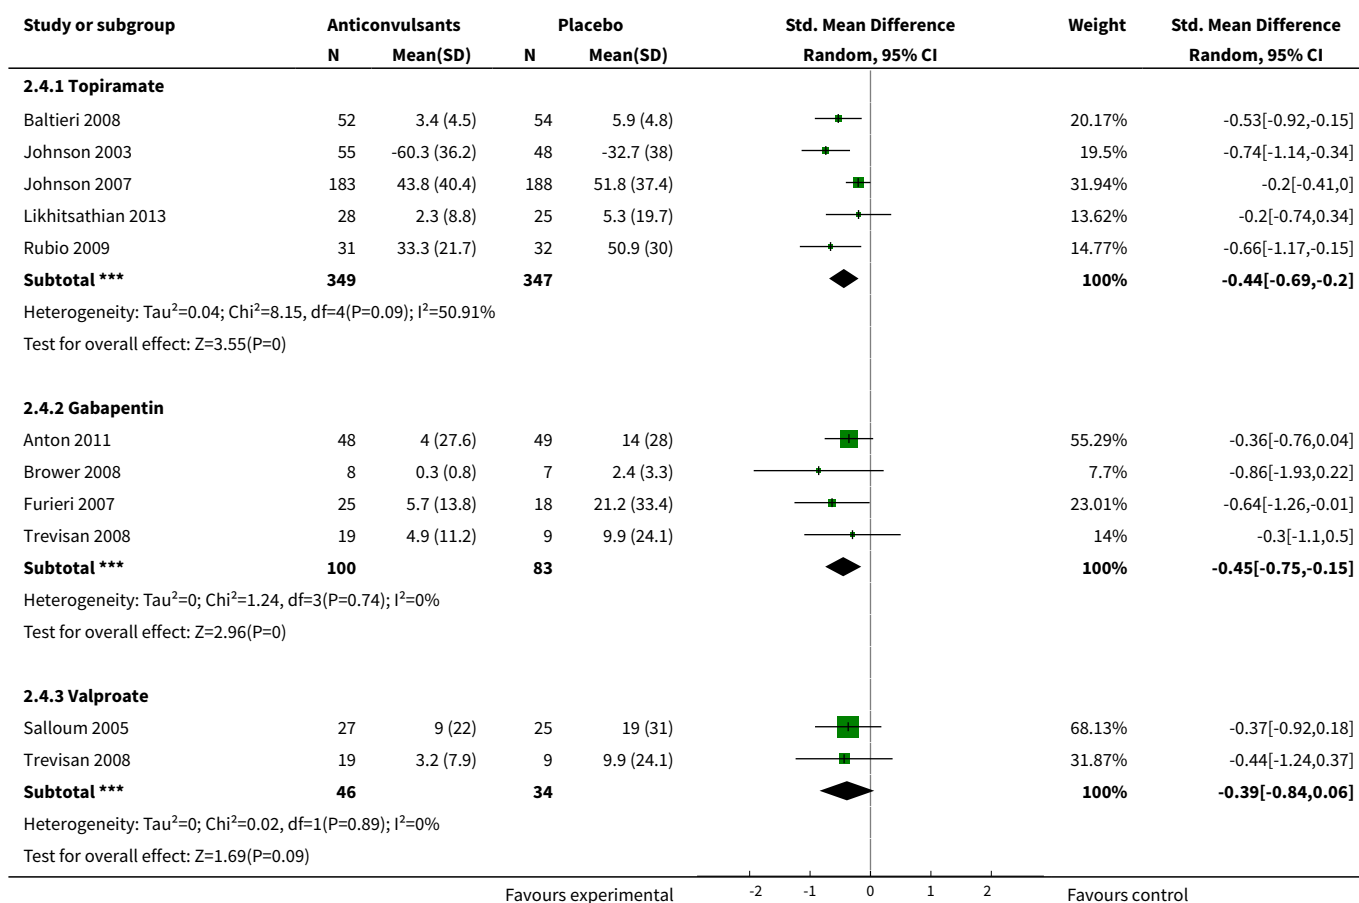 Study or subgroup Anticonvulsants Placebo Std. Mean Difference Weight Std. Mean Difference
N Mean(SD) N Mean(SD) Random, 95% CI Random, 95% CI
2.4.1 Topiramate
Baltieri 2008 52 3.4 (4.5) 54 5.9 (4.8) 20.17% -0.53[-0.92,-0.15]
Johnson 2003 55 -60.3 (36.2) 48 -32.7 (38) 19.5% -0.74[-1.14,-0.34]
Johnson 2007 183 43.8 (40.4) 188 51.8 (37.4) 31.94% -0.2[-0.41,0]
Likhitsathian 2013 28 2.3 (8.8) 25 5.3 (19.7) 13.62% -0.2[-0.74,0.34]
Rubio 2009 31 33.3 (21.7) 32 50.9 (30) 14.77% -0.66[-1.17,-0.15]
Subtotal *** 349 347 100% -0.44[-0.69,-0.2]
Heterogeneity: Tau²=0.04; Chi²=8.15, df=4(P=0.09); I²=50.91%
Test for overall effect: Z=3.55(P=0)
2.4.2 Gabapentin
Anton 2011 48 4 (27.6) 49 14 (28) 55.29% -0.36[-0.76,0.04]
Brower 2008 8 0.3 (0.8) 7 2.4 (3.3) 7.7% -0.86[-1.93,0.22]
Furieri 2007 25 5.7 (13.8) 18 21.2 (33.4) 23.01% -0.64[-1.26,-0.01]
Trevisan 2008 19 4.9 (11.2) 9 9.9 (24.1) 14% -0.3[-1.1,0.5]
Subtotal *** 100 83 100% -0.45[-0.75,-0.15]
Heterogeneity: Tau²=0; Chi²=1.24, df=3(P=0.74); I²=0%
Test for overall effect: Z=2.96(P=0)
2.4.3 Valproate
Salloum 2005 27 9 (22) 25 19 (31) 68.13% -0.37[-0.92,0.18]
Trevisan 2008 19 3.2 (7.9) 9 9.9 (24.1) 31.87% -0.44[-1.24,0.37]
Subtotal *** 46 34 100% -0.39[-0.84,0.06]
Heterogeneity: Tau²=0; Chi²=0.02, df=1(P=0.89); I²=0%
Test for overall effect: Z=1.69(P=0.09)
Favours experimental -2 -1 0 1 2 Favours control